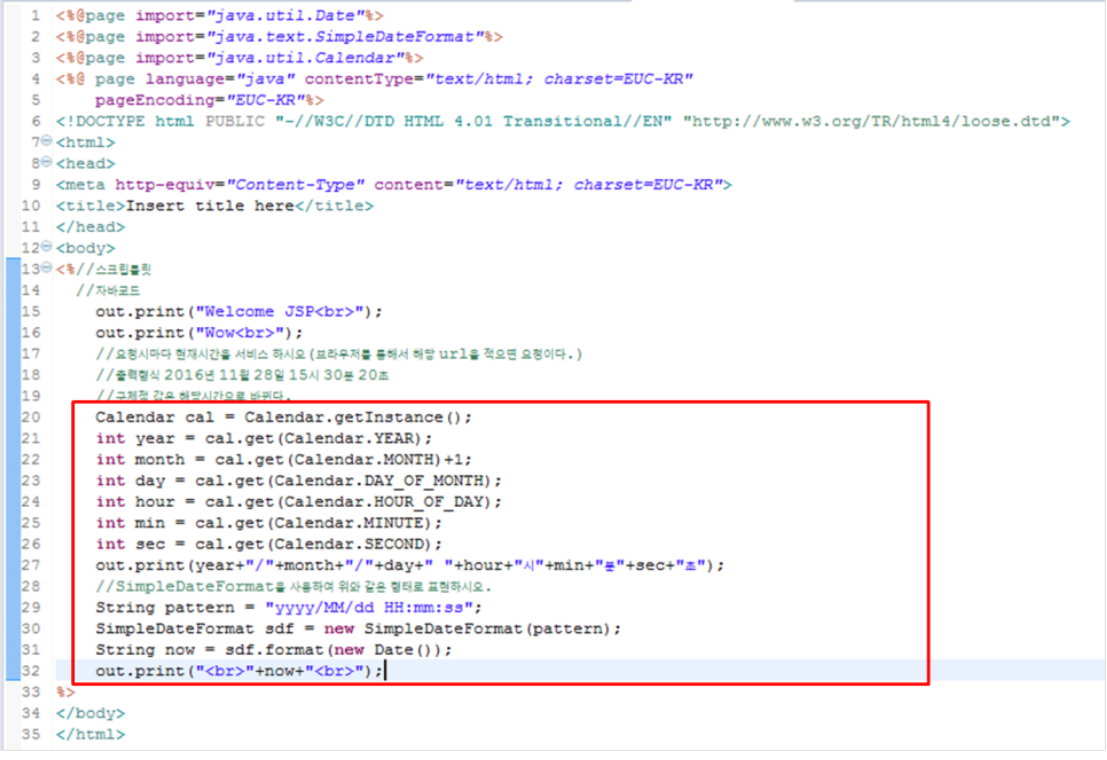 1 <%@page import="java.util.Date"%>
2 <%@page import="java.text.SimpleDateFormat"%>
3 <%@page import="java.util.Calendar"%>
4 <%@ page language="java" contentType="text/html; charset=EUC-KR"
5     pageEncoding="EUC-KR"%>
6 <!DOCTYPE html PUBLIC "-//W3C//DTD HTML 4.01 Transitional//EN" "http://www.w3.org/TR/html4/loose.dtd">
7 <html>
8 <head>
9 <meta http-equiv="Content-Type" content="text/html; charset=EUC-KR">
10 <title>Insert title here</title>
11 </head>
12 <body>
13 <%//스크립틀릿
14   //자바코드
15     out.print("Welcome JSP<br>");
16     out.print("Wow<br>");
17     //요청시마다 현재시간을 서비스 하시오(브라우저를 통해서 해당 url을 적으면 요청이다.)
18     //출력형식 2016년 11월 28일 15시 30분 20초
19     //구체적 값은 해당시간으로 바뀐다.
20     Calendar cal = Calendar.getInstance();
21     int year = cal.get(Calendar.YEAR);
22     int month = cal.get(Calendar.MONTH)+1;
23     int day = cal.get(Calendar.DAY_OF_MONTH);
24     int hour = cal.get(Calendar.HOUR_OF_DAY);
25     int min = cal.get(Calendar.MINUTE);
26     int sec = cal.get(Calendar.SECOND);
27     out.print(year+"/"+month+"/"+day+" "+hour+"시"+min+"분"+sec+"초");
28     //SimpleDateFormat을 사용하여 위와 같은 형태로 표현하시오.
29     String pattern = "yyyy/MM/dd HH:mm:ss";
30     SimpleDateFormat sdf = new SimpleDateFormat(pattern);
31     String now = sdf.format(new Date());
32     out.print("<br>"+now+"<br>");
33 %>
34 </body>
35 </html>